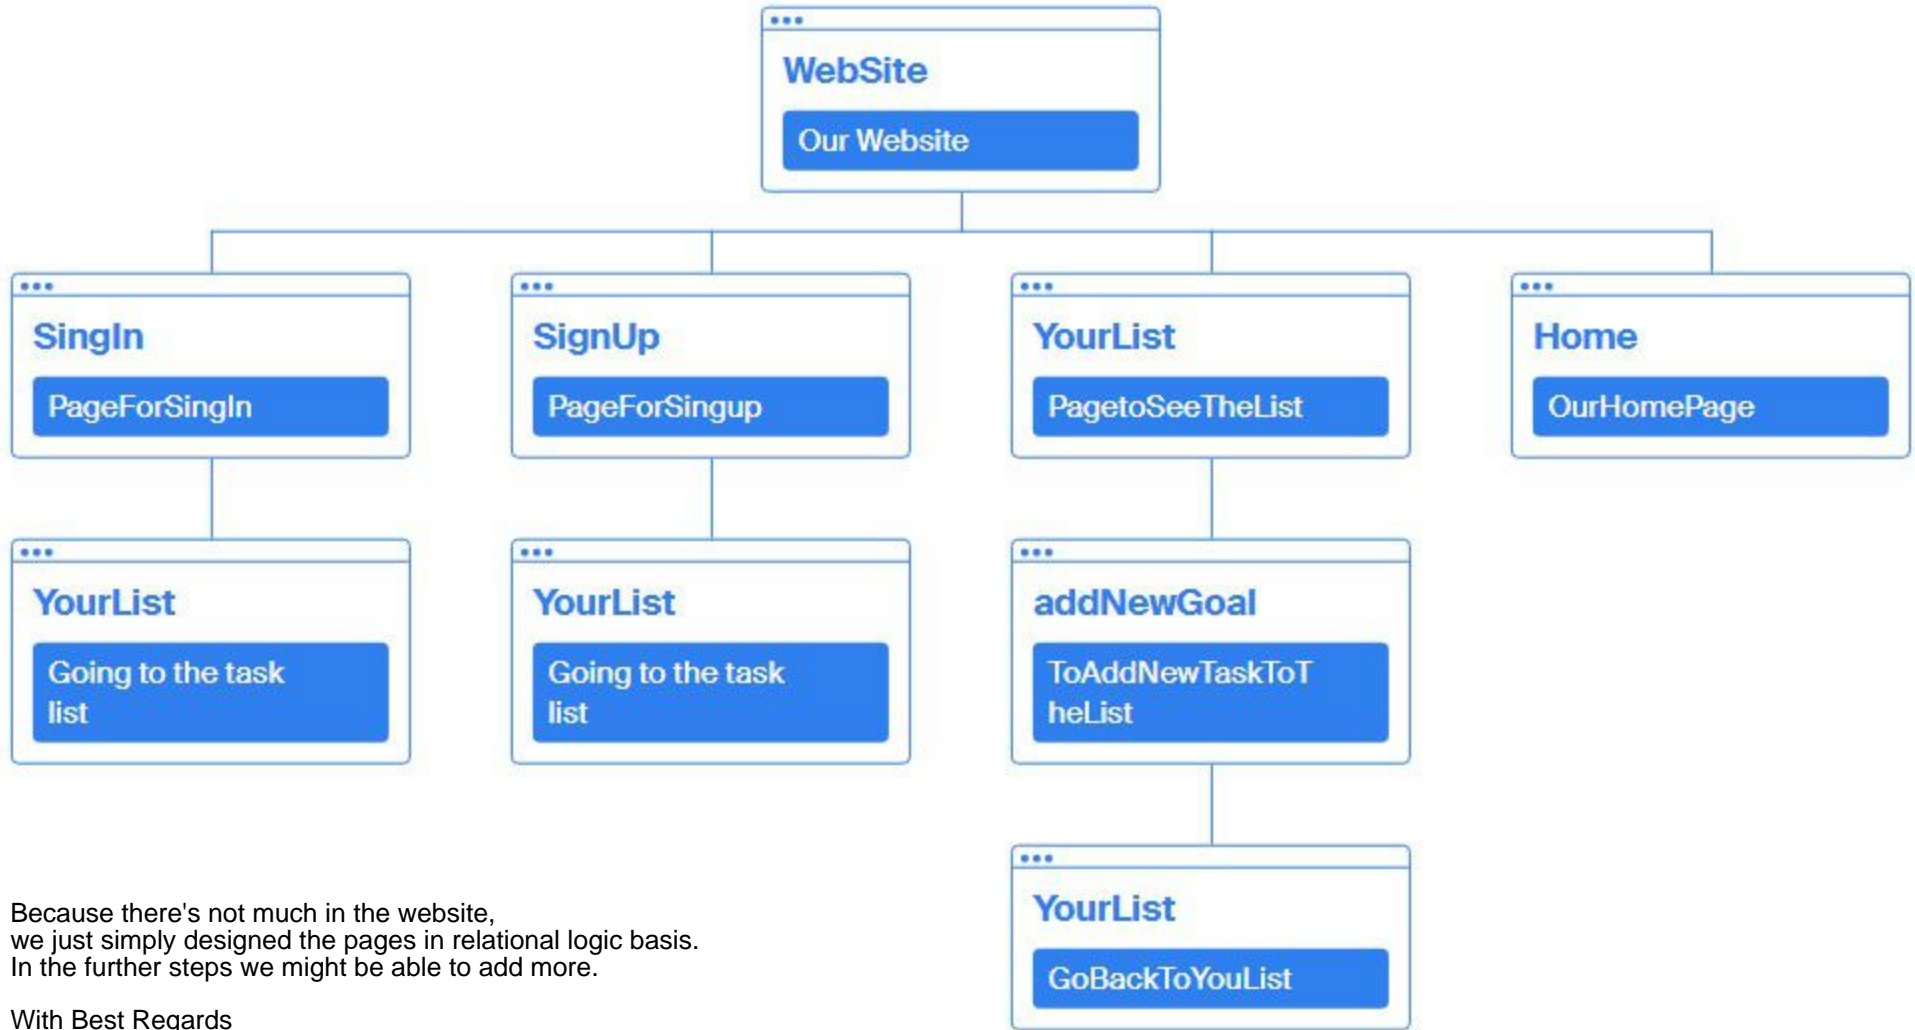 WebSite
Our Website
SingIn
PageForSingIn
SignUp
PageForSingup
YourList
PagetoSeeTheList
Home
OurHomePage
YourList
Going to the task
list
YourList
Going to the task
list
addNewGoal
ToAddNewTaskToT
heList
YourList
GoBackToYouList
Because there's not much in the website,
we just simply designed the pages in relational logic basis.
In the further steps we might be able to add more.
With Best Regards